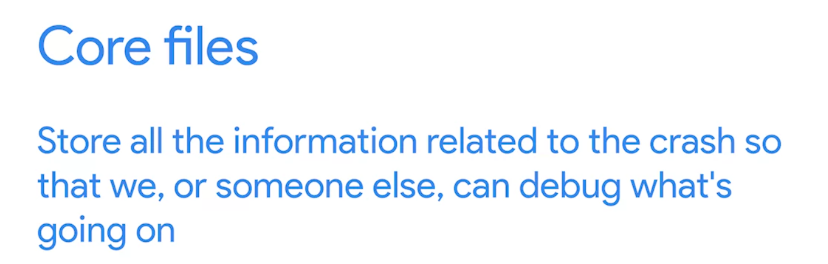 Core files
Store all the information related to the crash so
that we, or someone else, can debug what's
going on